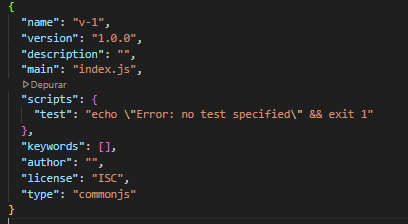 {
"name": "v-1",
"version": "1.0.0",
"description": "",
"main": "index.js",
Depurar
"scripts": {
"test": "echo \"Error: no test specified\" && exit 1"
},
"keywords": [],
"author": "",
"license": "ISC",
"type": "commonjs"
}